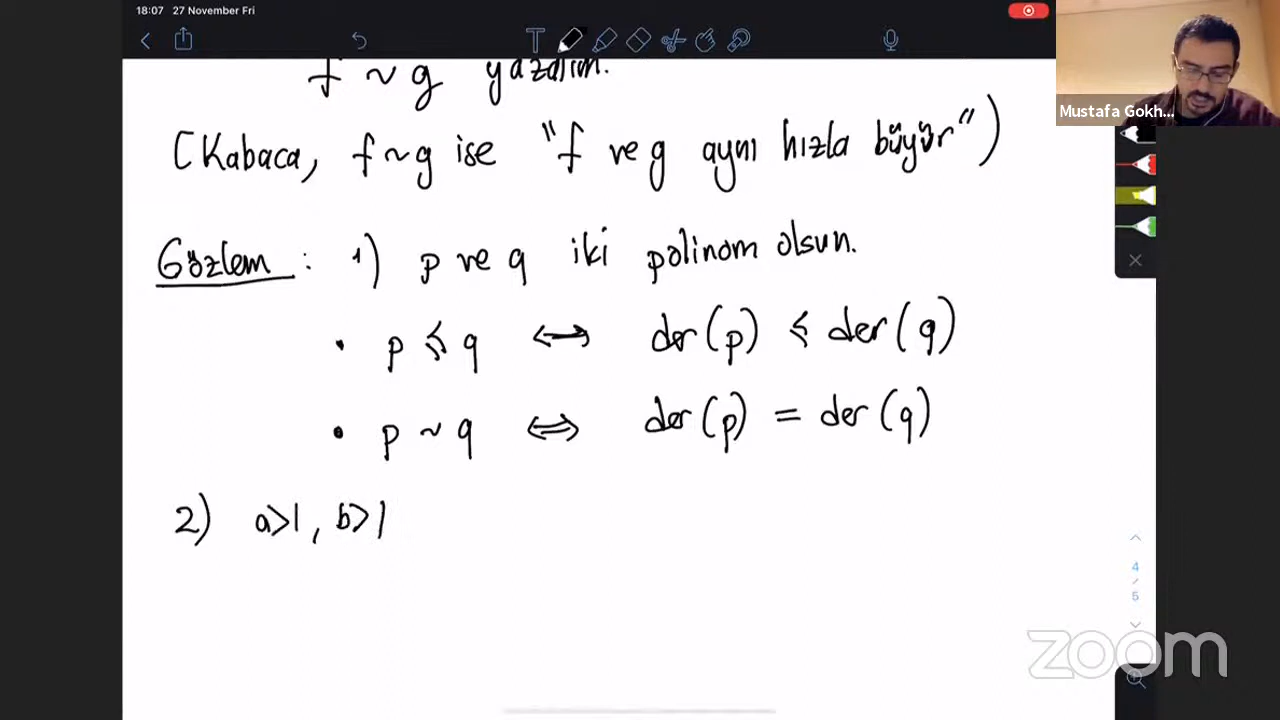 18:07 27 November Fri
Mustafa Gokh...
f ~ g yazalım.
(Kabaca, f~g ise "f ve g aynı hızla büyür")
Gözlem : 1) p ve q iki polinom olsun.
• p ≼ q ⟷ der(p) ≤ der(q)
• p ~ q ⟺ der(p) = der(q)
2) a>1, b>1
4
/
5
zoom